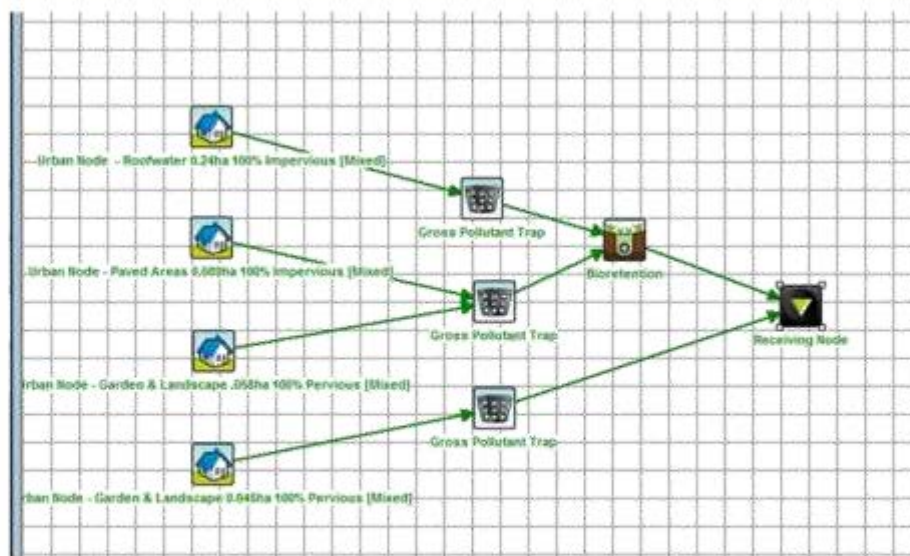 Urban Node - Roofwater 0.24ha 100% Impervious [Mixed]
Gross Pollutant Trap
Urban Node - Paved Areas 0.089ha 100% Impervious [Mixed]
Bioretention
Gross Pollutant Trap
Receiving Node
rban Node - Garden & Landscape .058ha 100% Pervious [Mixed]
Gross Pollutant Trap
rban Node - Garden & Landscape 0.045ha 100% Pervious [Mixed]